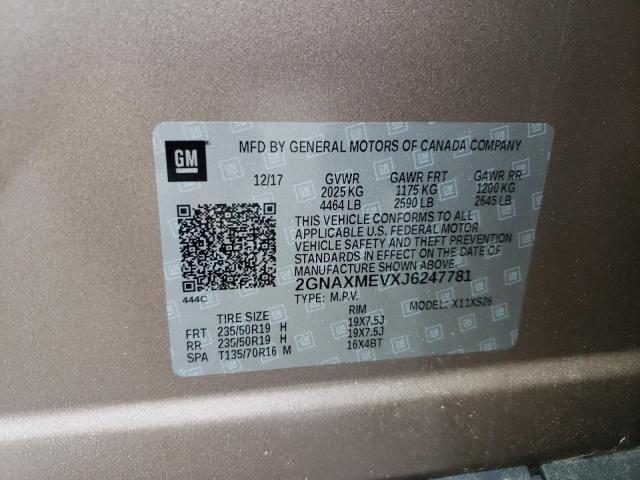 GM
MFD BY GENERAL MOTORS OF CANADA COMPANY
12/17 GVWR GAWR FRT GAWR RR
2025 KG 1175 KG 1200 KG
4464 LB 2590 LB 2645 LB
THIS VEHICLE CONFORMS TO ALL
APPLICABLE U.S. FEDERAL MOTOR
VEHICLE SAFETY AND THEFT PREVENTION
STANDARDS IN EFFECT ON THE DATE OF
MANUFACTURE SHOWN ABOVE.
444C 2GNAXMEVXJ6247781
TYPE: M.P.V. MODEL: X11XS26
TIRE SIZE RIM
FRT 235/50R19 H 19X7.5J
RR 235/50R19 H 19X7.5J
SPA T135/70R16 M 16X4BT